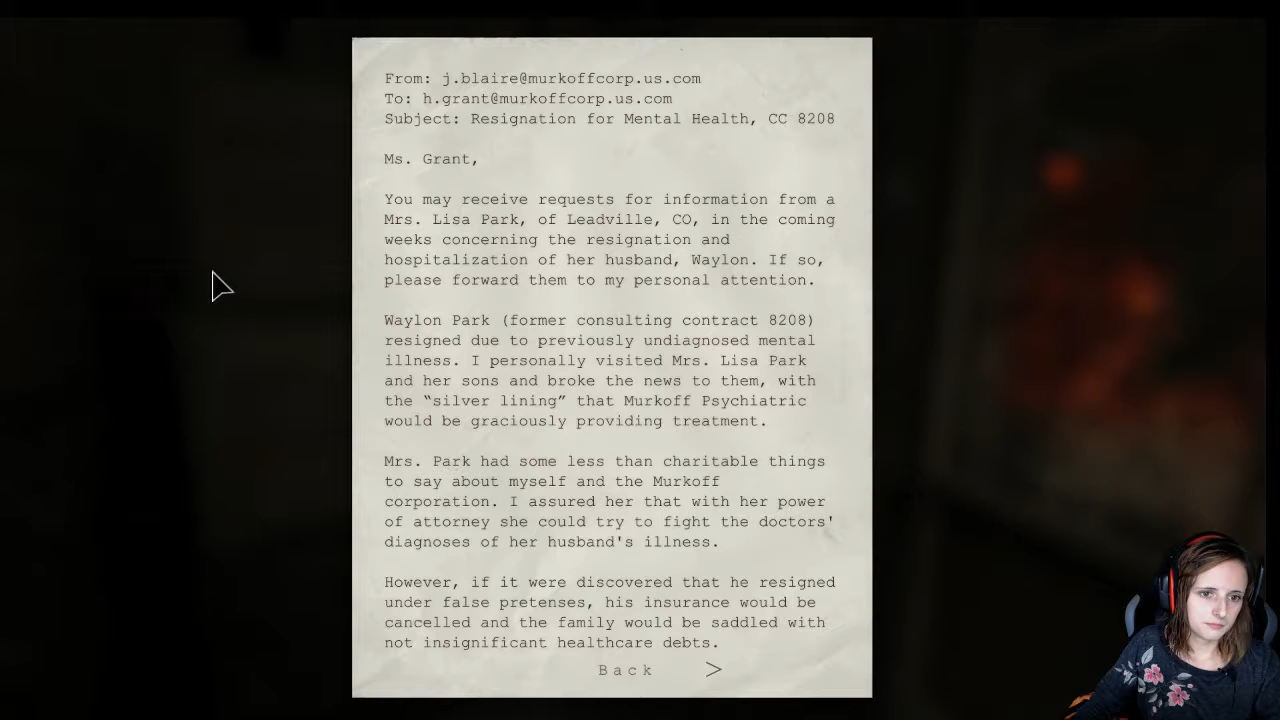 From: j.blaire@murkoffcorp.us.com
To: h.grant@murkoffcorp.us.com
Subject: Resignation for Mental Health, CC 8208
Ms. Grant,
You may receive requests for information from a
Mrs. Lisa Park, of Leadville, CO, in the coming
weeks concerning the resignation and
hospitalization of her husband, Waylon. If so,
please forward them to my personal attention.
Waylon Park (former consulting contract 8208)
resigned due to previously undiagnosed mental
illness. I personally visited Mrs. Lisa Park
and her sons and broke the news to them, with
the “silver lining” that Murkoff Psychiatric
would be graciously providing treatment.
Mrs. Park had some less than charitable things
to say about myself and the Murkoff
corporation. I assured her that with her power
of attorney she could try to fight the doctors'
diagnoses of her husband's illness.
However, if it were discovered that he resigned
under false pretenses, his insurance would be
cancelled and the family would be saddled with
not insignificant healthcare debts.
Back >